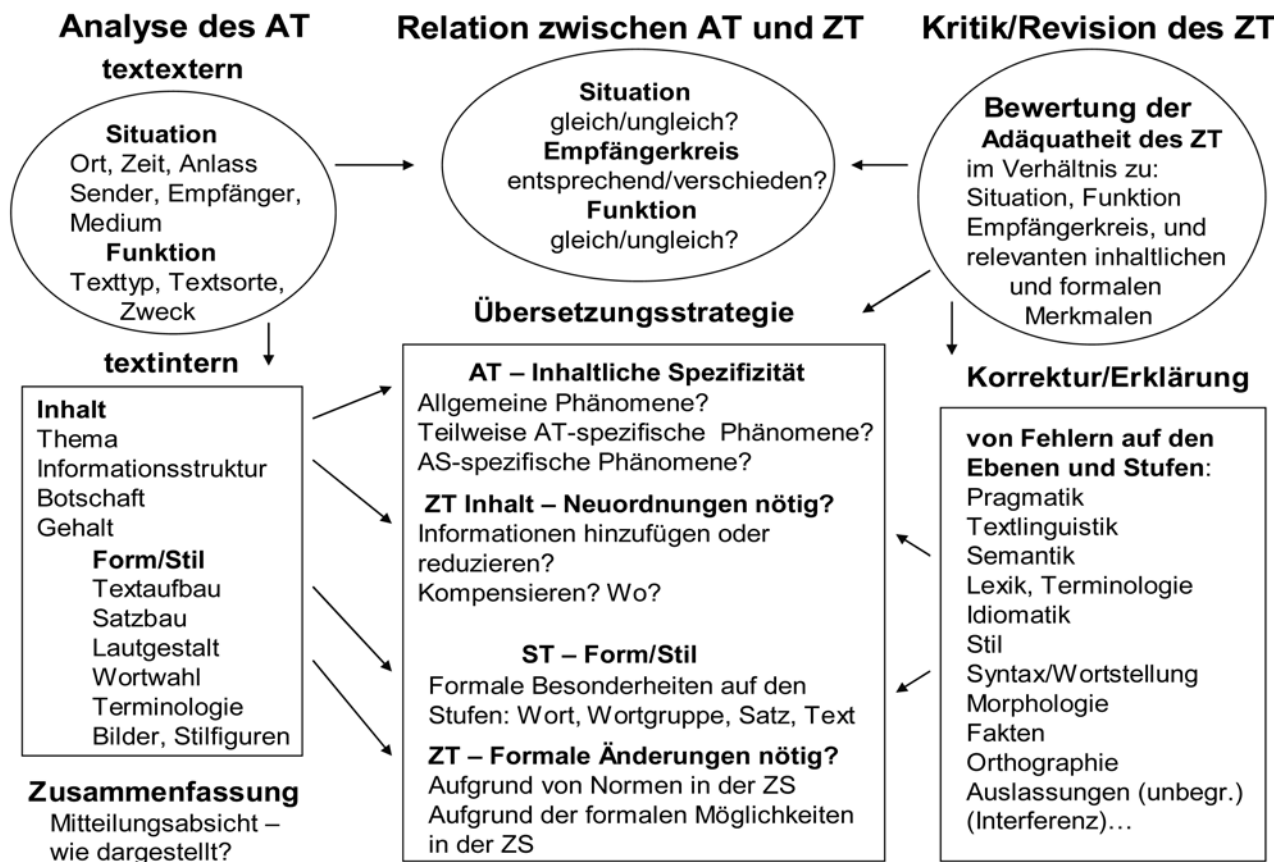 Analyse des AT
textextern
Situation
Ort, Zeit, Anlass
Sender, Empfänger,
Medium
Funktion
Texttyp, Textsorte,
Zweck
textintern
Inhalt
Thema
Informationsstruktur
Botschaft
Gehalt
Form/Stil
Textaufbau
Satzbau
Lautgestalt
Wortwahl
Terminologie
Bilder, Stilfiguren
Zusammenfassung
Mitteilungsabsicht –
wie dargestellt?
Relation zwischen AT und ZT
Situation
gleich/ungleich?
Empfängerkreis
entsprechend/verschieden?
Funktion
gleich/ungleich?
Übersetzungsstrategie
AT – Inhaltliche Spezifizität
Allgemeine Phänomene?
Teilweise AT-spezifische Phänomene?
AS-spezifische Phänomene?
ZT Inhalt – Neuordnungen nötig?
Informationen hinzufügen oder
reduzieren?
Kompensieren? Wo?
ST – Form/Stil
Formale Besonderheiten auf den
Stufen: Wort, Wortgruppe, Satz, Text
ZT – Formale Änderungen nötig?
Aufgrund von Normen in der ZS
Aufgrund der formalen Möglichkeiten
in der ZS
Kritik/Revision des ZT
Bewertung der
Adäquatheit des ZT
im Verhältnis zu:
Situation, Funktion
Empfängerkreis, und
relevanten inhaltlichen
und formalen
Merkmalen
Korrektur/Erklärung
von Fehlern auf den
Ebenen und Stufen:
Pragmatik
Textlinguistik
Semantik
Lexik, Terminologie
Idiomatik
Stil
Syntax/Wortstellung
Morphologie
Fakten
Orthographie
Auslassungen (unbegr.)
(Interferenz)…